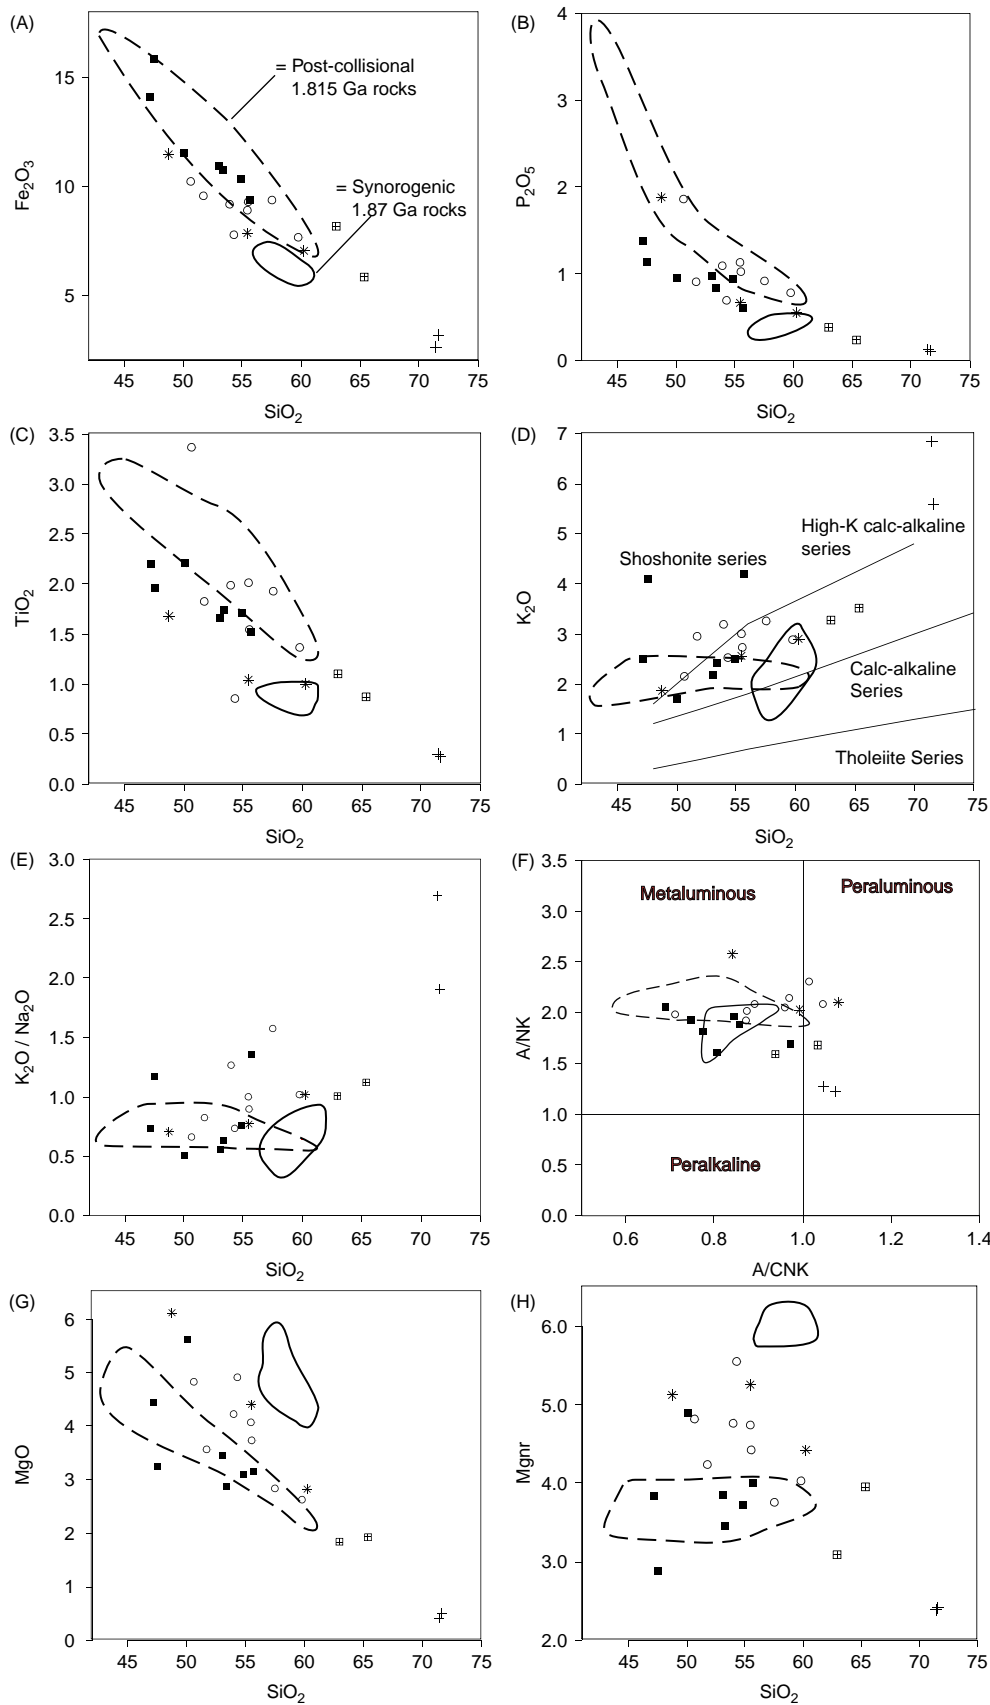 (A)
15
10
5
Fe2O3
= Post-collisional
1.815 Ga rocks
= Synorogenic
1.87 Ga rocks
45 50 55 60 65 70 75
SiO2
(B)
4
3
2
1
0
P2O5
45 50 55 60 65 70 75
SiO2
(C)
3.5
3.0
2.5
2.0
1.5
1.0
0.5
0.0
TiO2
45 50 55 60 65 70 75
SiO2
(D)
7
6
5
4
3
2
1
0
K2O
High-K calc-alkaline
series
Shoshonite series
Calc-alkaline
Series
Tholeiite Series
45 50 55 60 65 70 75
SiO2
(E)
3.0
2.5
2.0
1.5
1.0
0.5
0.0
K2O / Na2O
45 50 55 60 65 70 75
SiO2
(F)
3.5
3.0
2.5
2.0
1.5
1.0
0.5
0.0
A/NK
Metaluminous
Peraluminous
Peralkaline
0.6 0.8 1.0 1.2 1.4
A/CNK
(G)
6
5
4
3
2
1
0
MgO
45 50 55 60 65 70 75
SiO2
(H)
6.0
5.0
4.0
3.0
2.0
Mgnr
45 50 55 60 65 70 75
SiO2